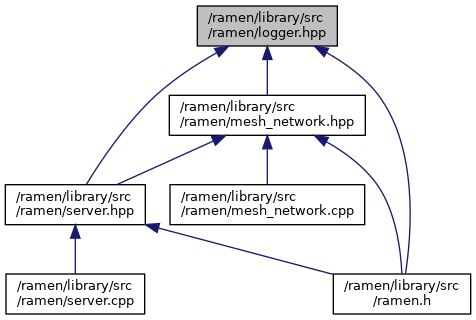 /ramen/library/src
/ramen/logger.hpp
/ramen/library/src
/ramen/mesh_network.hpp
/ramen/library/src
/ramen/server.hpp
/ramen/library/src
/ramen/mesh_network.cpp
/ramen/library/src
/ramen/server.cpp
/ramen/library/src
/ramen.h